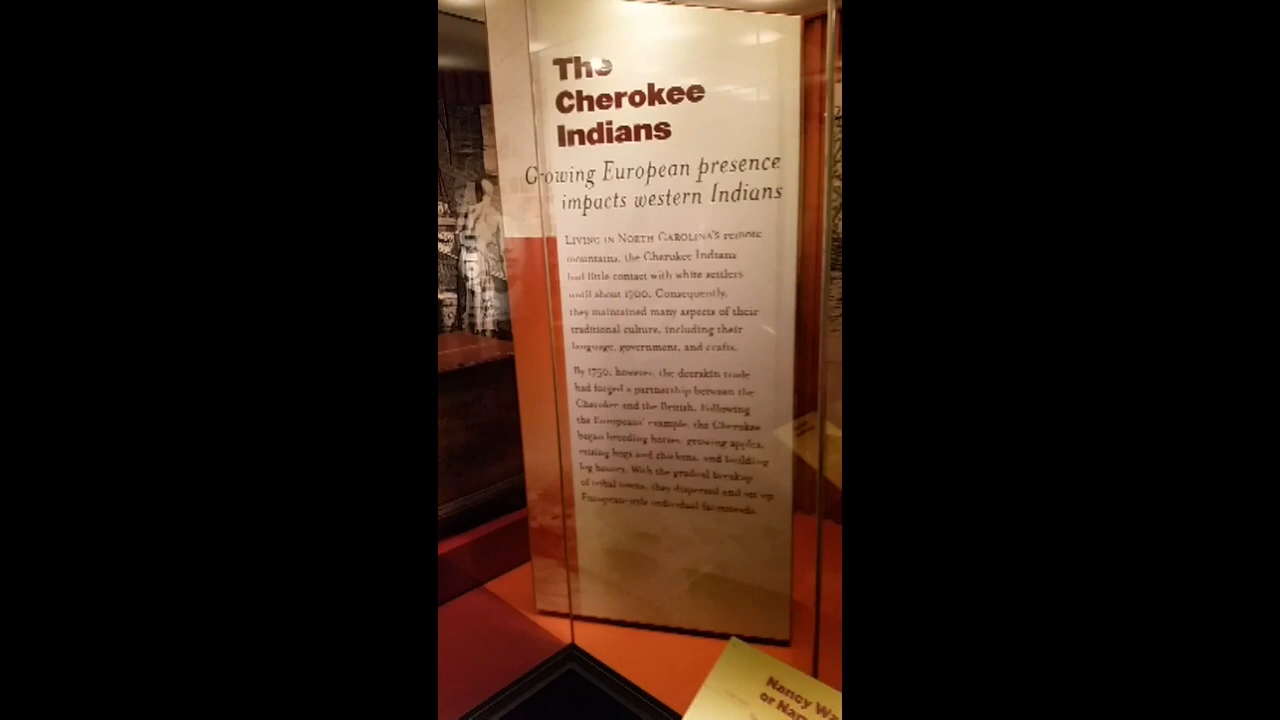 The
Cherokee
Indians
Growing European presence
impacts western Indians
LIVING IN NORTH CAROLINA'S remote
mountains, the Cherokee Indians
had little contact with white settlers
until about 1700. Consequently,
they maintained many aspects of their
traditional culture, including their
language, government, and crafts.
By 1750, however, the deerskin trade
had forged a partnership between the
Cherokee and the British. Following
the Europeans' example, the Cherokee
began breeding horses, growing apples,
raising hogs and chickens, and building
log houses. With the gradual breakup
of tribal towns, they dispersed and set up
European-style individual farmsteads.
Nancy
or